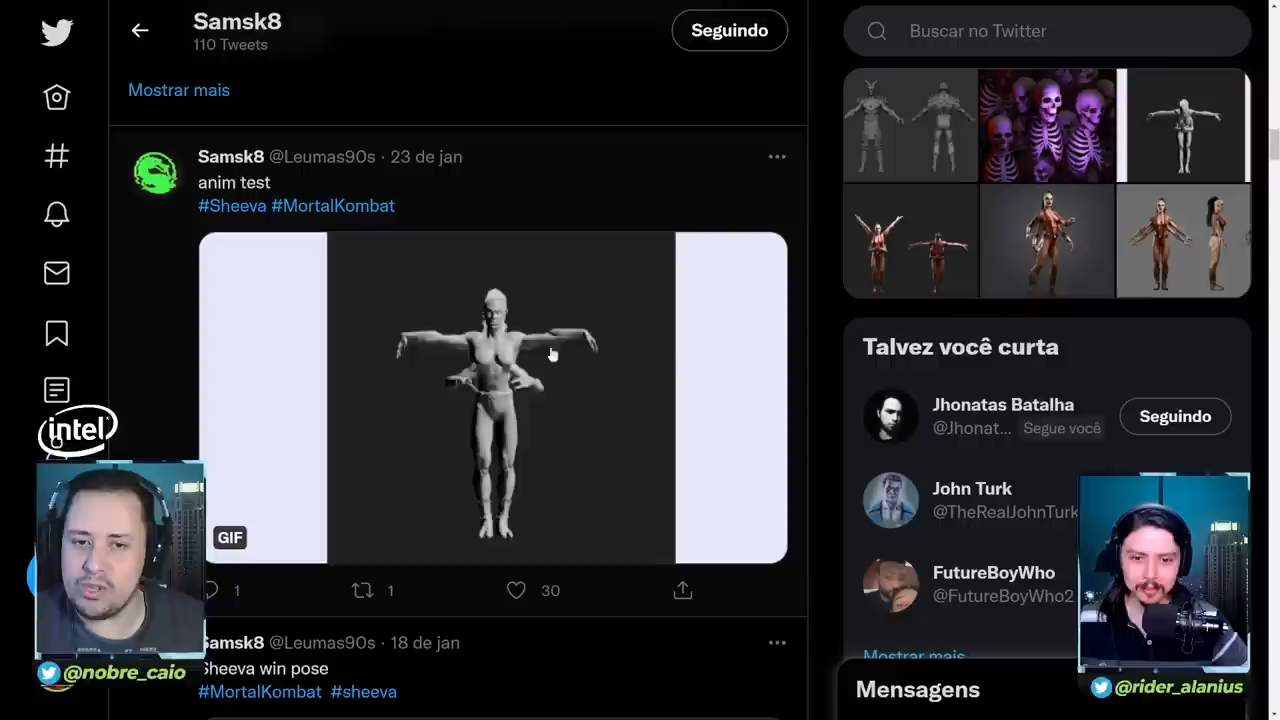 Samsk8
110 Tweets
Seguindo
Buscar no Twitter
Mostrar mais
Samsk8 @Leumas90s · 23 de jan
anim test
#Sheeva #MortalKombat
GIF
1
1
30
Samsk8 @Leumas90s · 18 de jan
Sheeva win pose
#MortalKombat #sheeva
Talvez você curta
Jhonatas Batalha
@Jhonat... Segue você
Seguindo
John Turk
@TheRealJohnTurk
FutureBoyWho
@FutureBoyWho2
Mostrar mais
Mensagens
intel
@nobre_caio
@rider_alanius